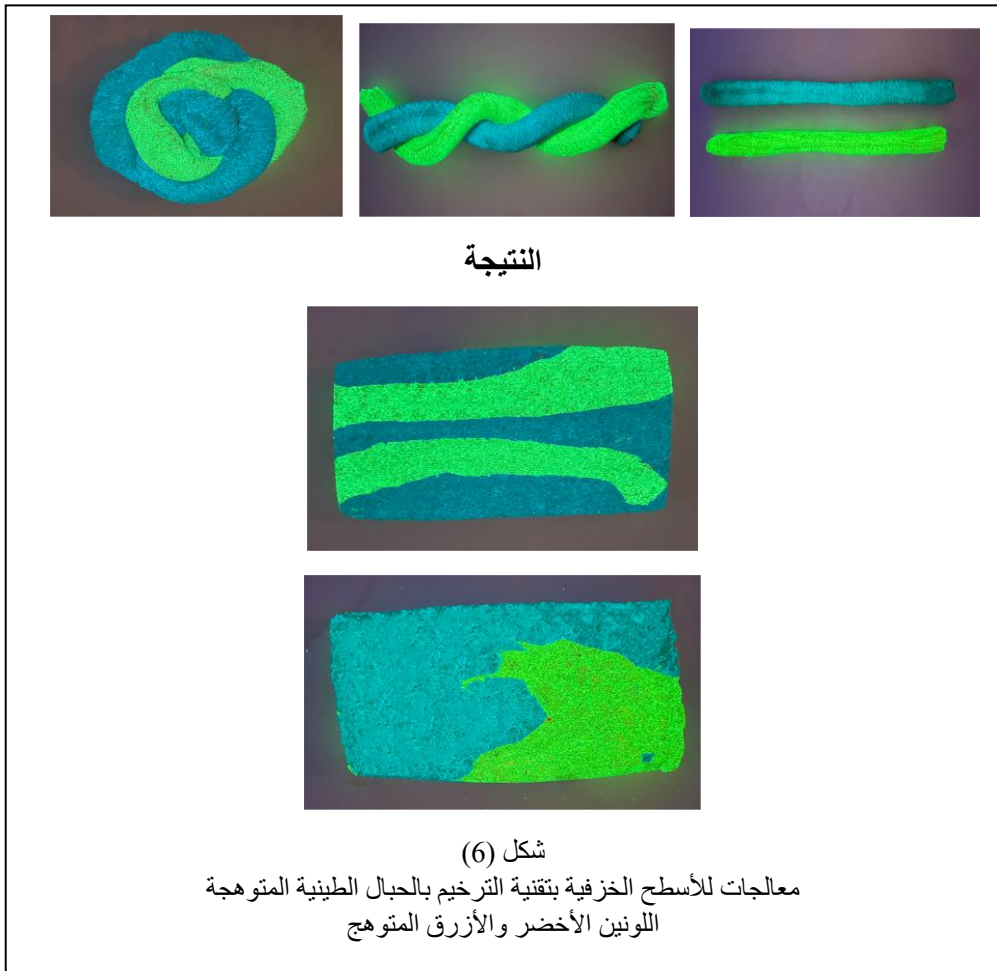 النتيجة
شكل (6)
معالجات للأسطح الخزفية بتقنية الترخيم بالحبال الطينية المتوهجة
اللونين الأخضر والأزرق المتوهج